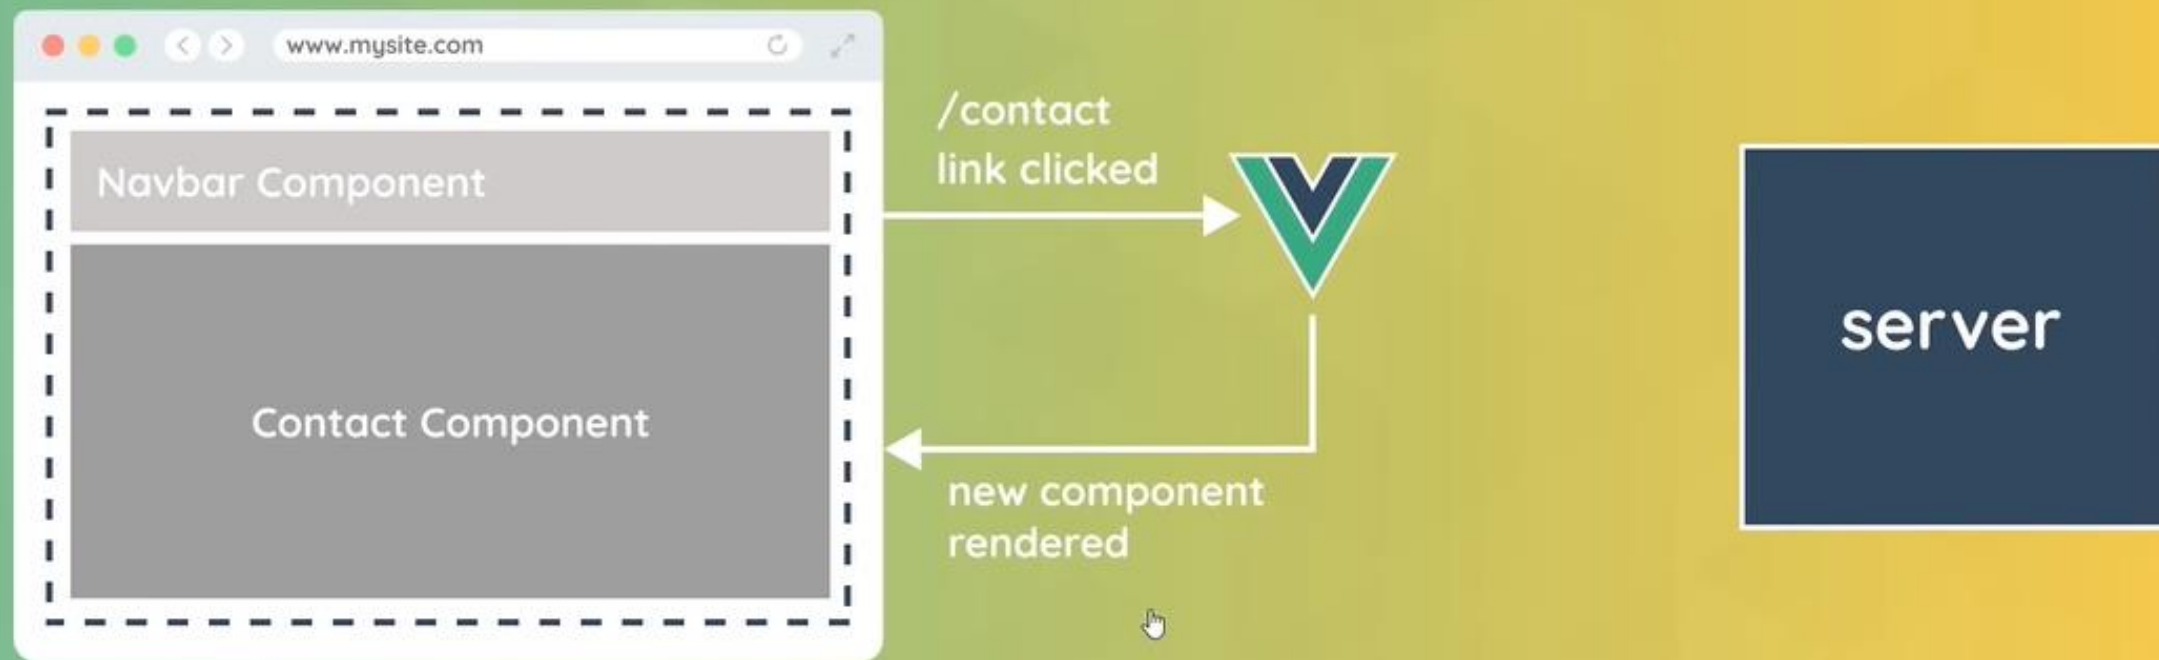 www.mysite.com
Navbar Component
Contact Component
/contact
link clicked
new component
rendered
server